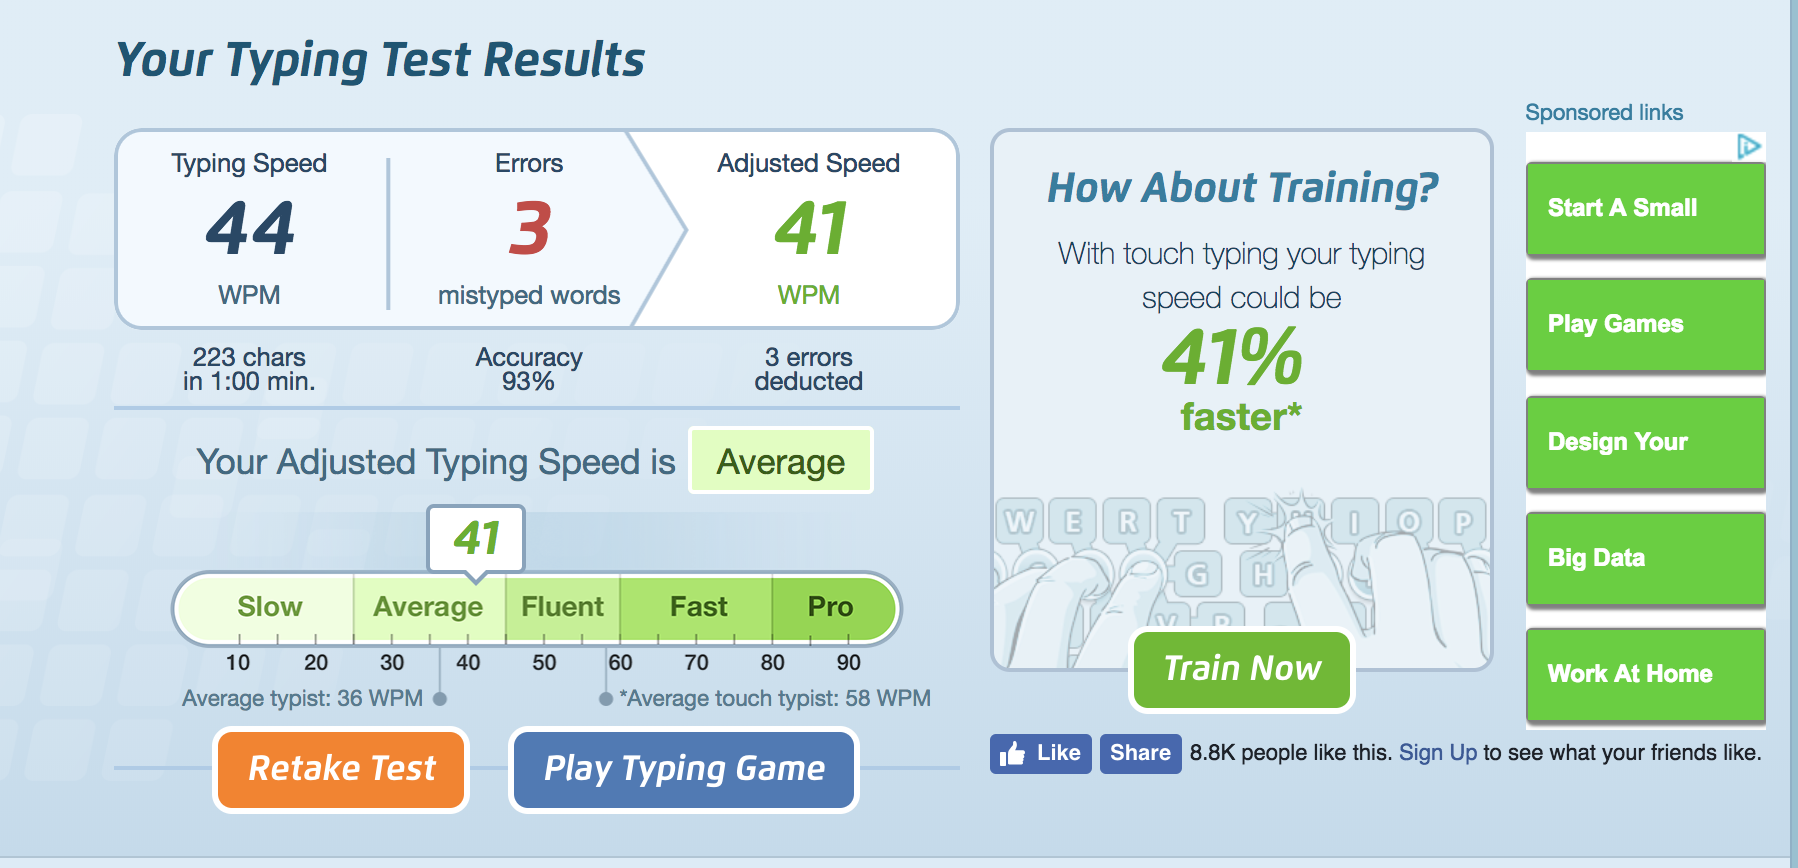 Your Typing Test Results
Typing Speed
44
WPM
223 chars
in 1:00 min.
Errors
3
mistyped words
Accuracy
93%
Adjusted Speed
41
WPM
3 errors
deducted
Your Adjusted Typing Speed is Average
41
Slow Average Fluent Fast Pro
10 20 30 40 50 60 70 80 90
Average typist: 36 WPM
*Average touch typist: 58 WPM
Retake Test
Play Typing Game
How About Training?
With touch typing your typing
speed could be
41%
faster*
W E R T Y I O P
G H
Train Now
Like Share 8.8K people like this. Sign Up to see what your friends like.
Sponsored links
Start A Small
Play Games
Design Your
Big Data
Work At Home